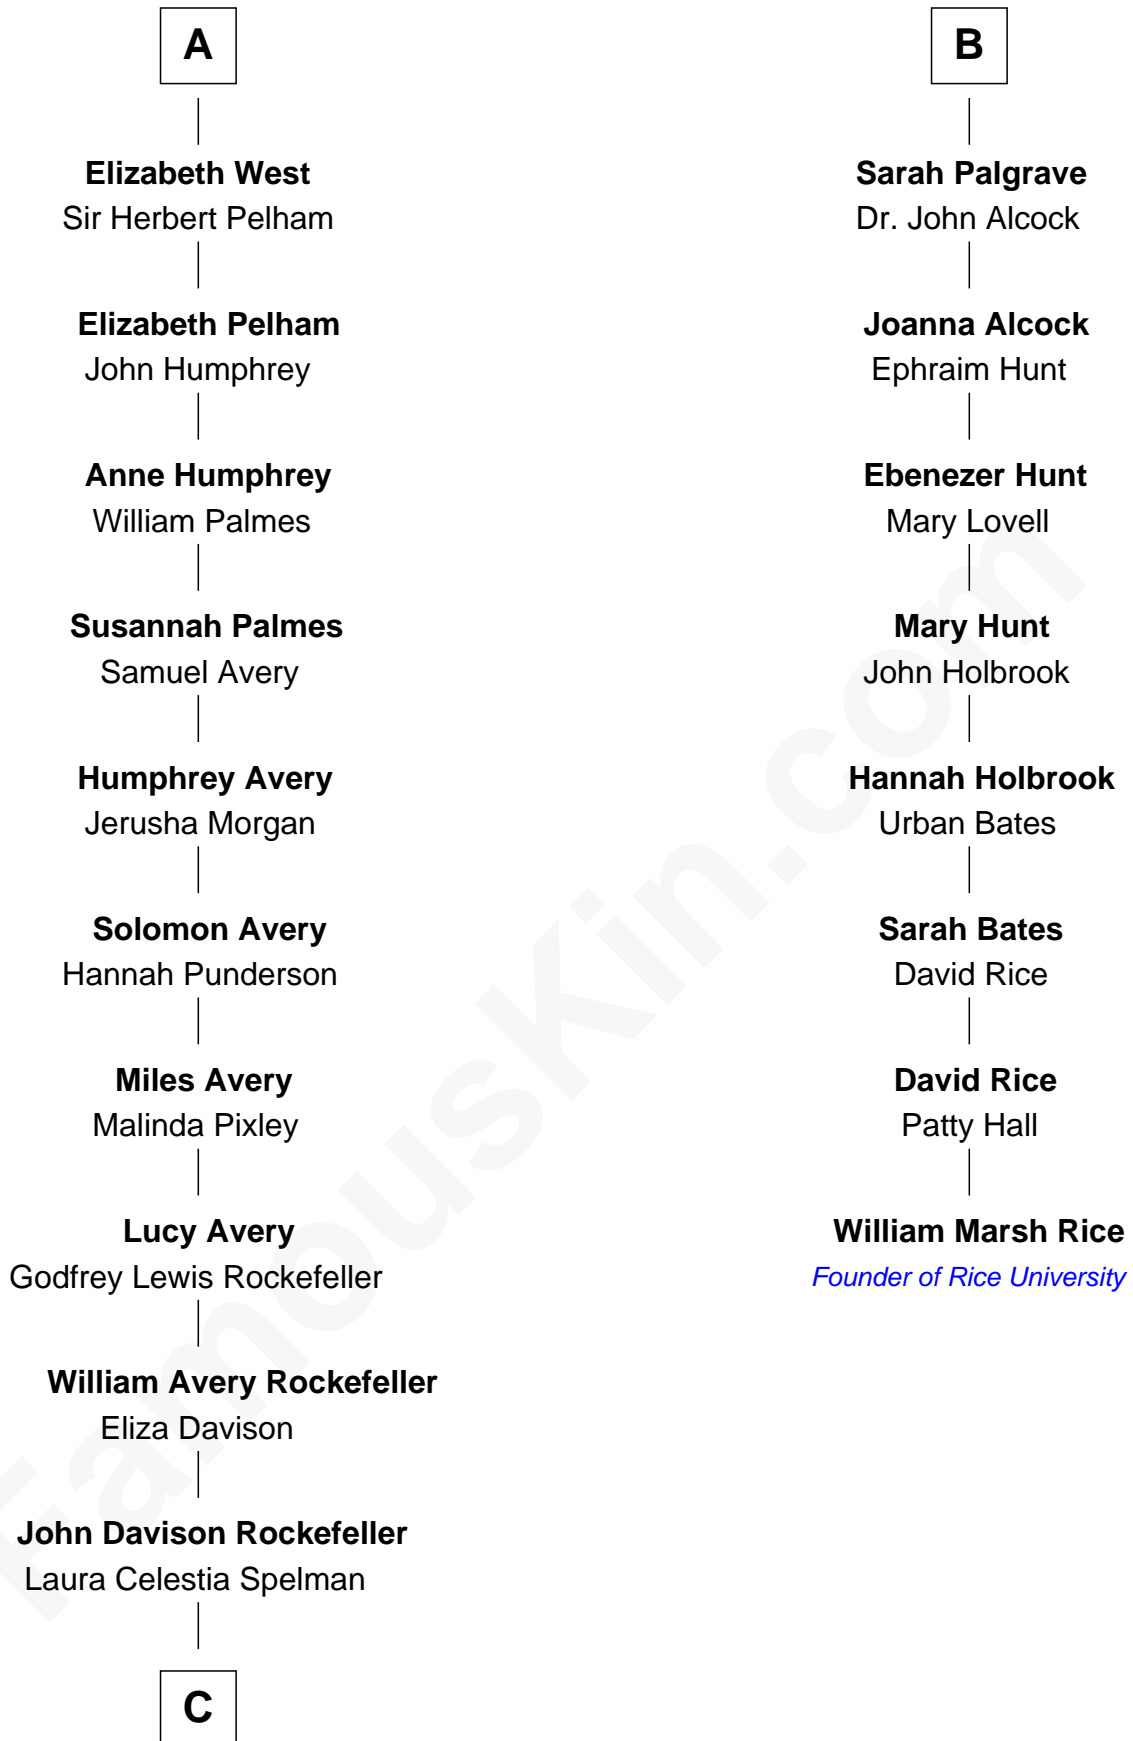 A
Elizabeth West
Sir Herbert Pelham
Elizabeth Pelham
John Humphrey
Anne Humphrey
William Palmes
Susannah Palmes
Samuel Avery
Humphrey Avery
Jerusha Morgan
Solomon Avery
Hannah Punderson
Miles Avery
Malinda Pixley
Lucy Avery
Godfrey Lewis Rockefeller
William Avery Rockefeller
Eliza Davison
John Davison Rockefeller
Laura Celestia Spelman
C
B
Sarah Palgrave
Dr. John Alcock
Joanna Alcock
Ephraim Hunt
Ebenezer Hunt
Mary Lovell
Mary Hunt
John Holbrook
Hannah Holbrook
Urban Bates
Sarah Bates
David Rice
David Rice
Patty Hall
William Marsh Rice
Founder of Rice University
FamousKin.com